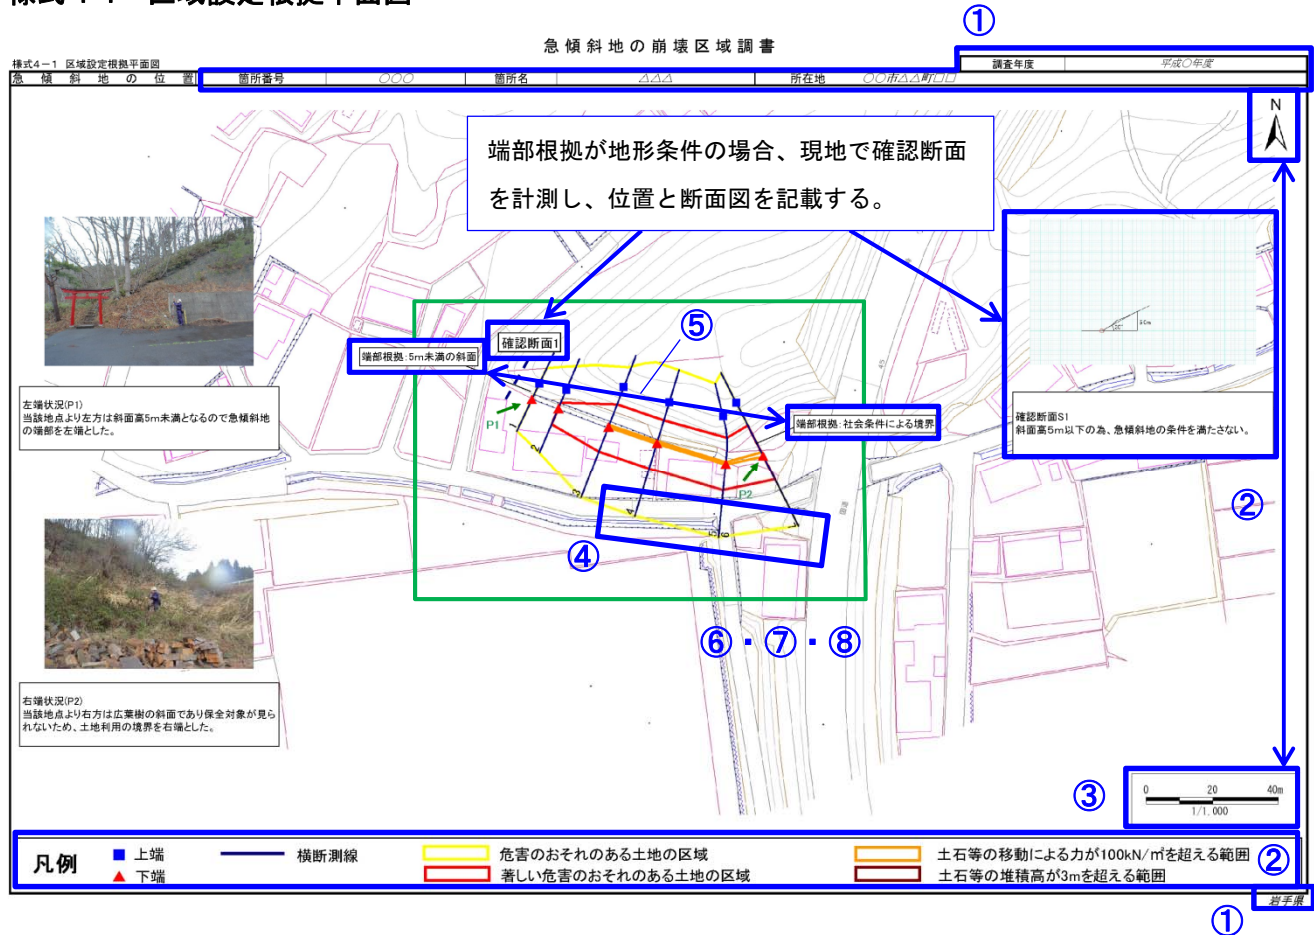 様式4-1 区域設定根拠平面図
①
急傾斜地の崩壊区域調書
様式4－1 区域設定根拠平面図
調査年度 平成〇年度
急傾斜地の位置 箇所番号 〇〇〇 箇所名 △△△ 所在地 〇〇市△△町□□
N
端部根拠が地形条件の場合、現地で確認断面
を計測し、位置と断面図を記載する。
⑤
確認断面1
端部根拠：5m未満の斜面
左端状況(P1)
当該地点より左方は斜面高5m未満となるので急傾斜地
の端部を左端とした。
P1
端部根拠：社会条件による境界
確認断面S1
斜面高5m以下の為、急傾斜地の条件を満たさない。
45
1
2
3
4
5
6
7
P2
国道
②
④
⑥・⑦・⑧
右端状況(P2)
当該地点より右方は広葉樹の斜面であり保全対象が見ら
れないため、土地利用の境界を右端とした。
③
0 20 40m
1/1,000
凡例
上端 横断測線 危害のおそれのある土地の区域 土石等の移動による力が100kN/㎡を超える範囲
下端 著しい危害のおそれのある土地の区域 土石等の堆積高が3mを超える範囲
②
岩手県
①